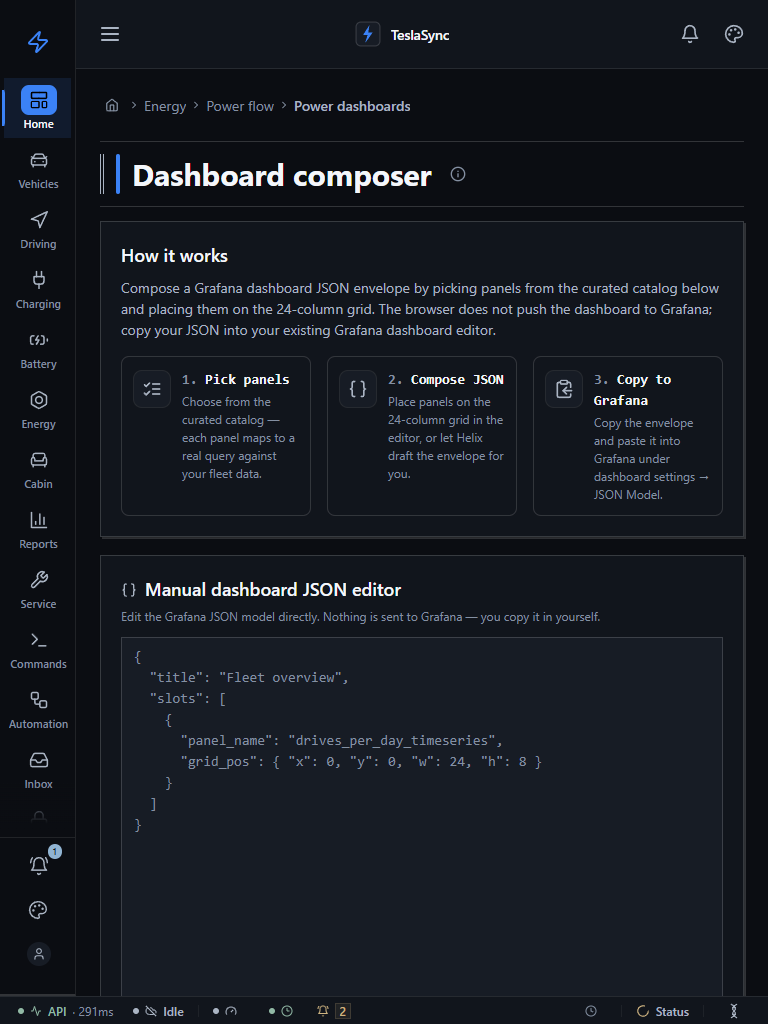 TeslaSync
Home
Vehicles
Driving
Charging
Battery
Energy
Cabin
Reports
Service
Commands
Automation
Inbox
1
Energy > Power flow > Power dashboards
Dashboard composer
How it works
Compose a Grafana dashboard JSON envelope by picking panels from the curated catalog below
and placing them on the 24-column grid. The browser does not push the dashboard to Grafana;
copy your JSON into your existing Grafana dashboard editor.
1. Pick panels
Choose from the
curated catalog —
each panel maps to a
real query against
your fleet data.
2. Compose JSON
Place panels on the
24-column grid in the
editor, or let Helix
draft the envelope for
you.
3. Copy to
Grafana
Copy the envelope
and paste it into
Grafana under
dashboard settings →
JSON Model.
Manual dashboard JSON editor
Edit the Grafana JSON model directly. Nothing is sent to Grafana — you copy it in yourself.
{
  "title": "Fleet overview",
  "slots": [
    {
      "panel_name": "drives_per_day_timeseries",
      "grid_pos": { "x": 0, "y": 0, "w": 24, "h": 8 }
    }
  ]
}
API · 291ms
Idle
2
Status